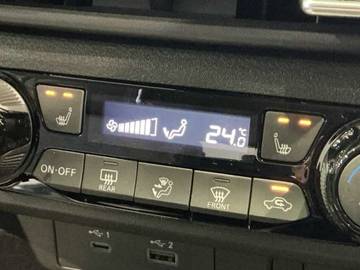 24.0 °C
ON·OFF
REAR
FRONT
1
2